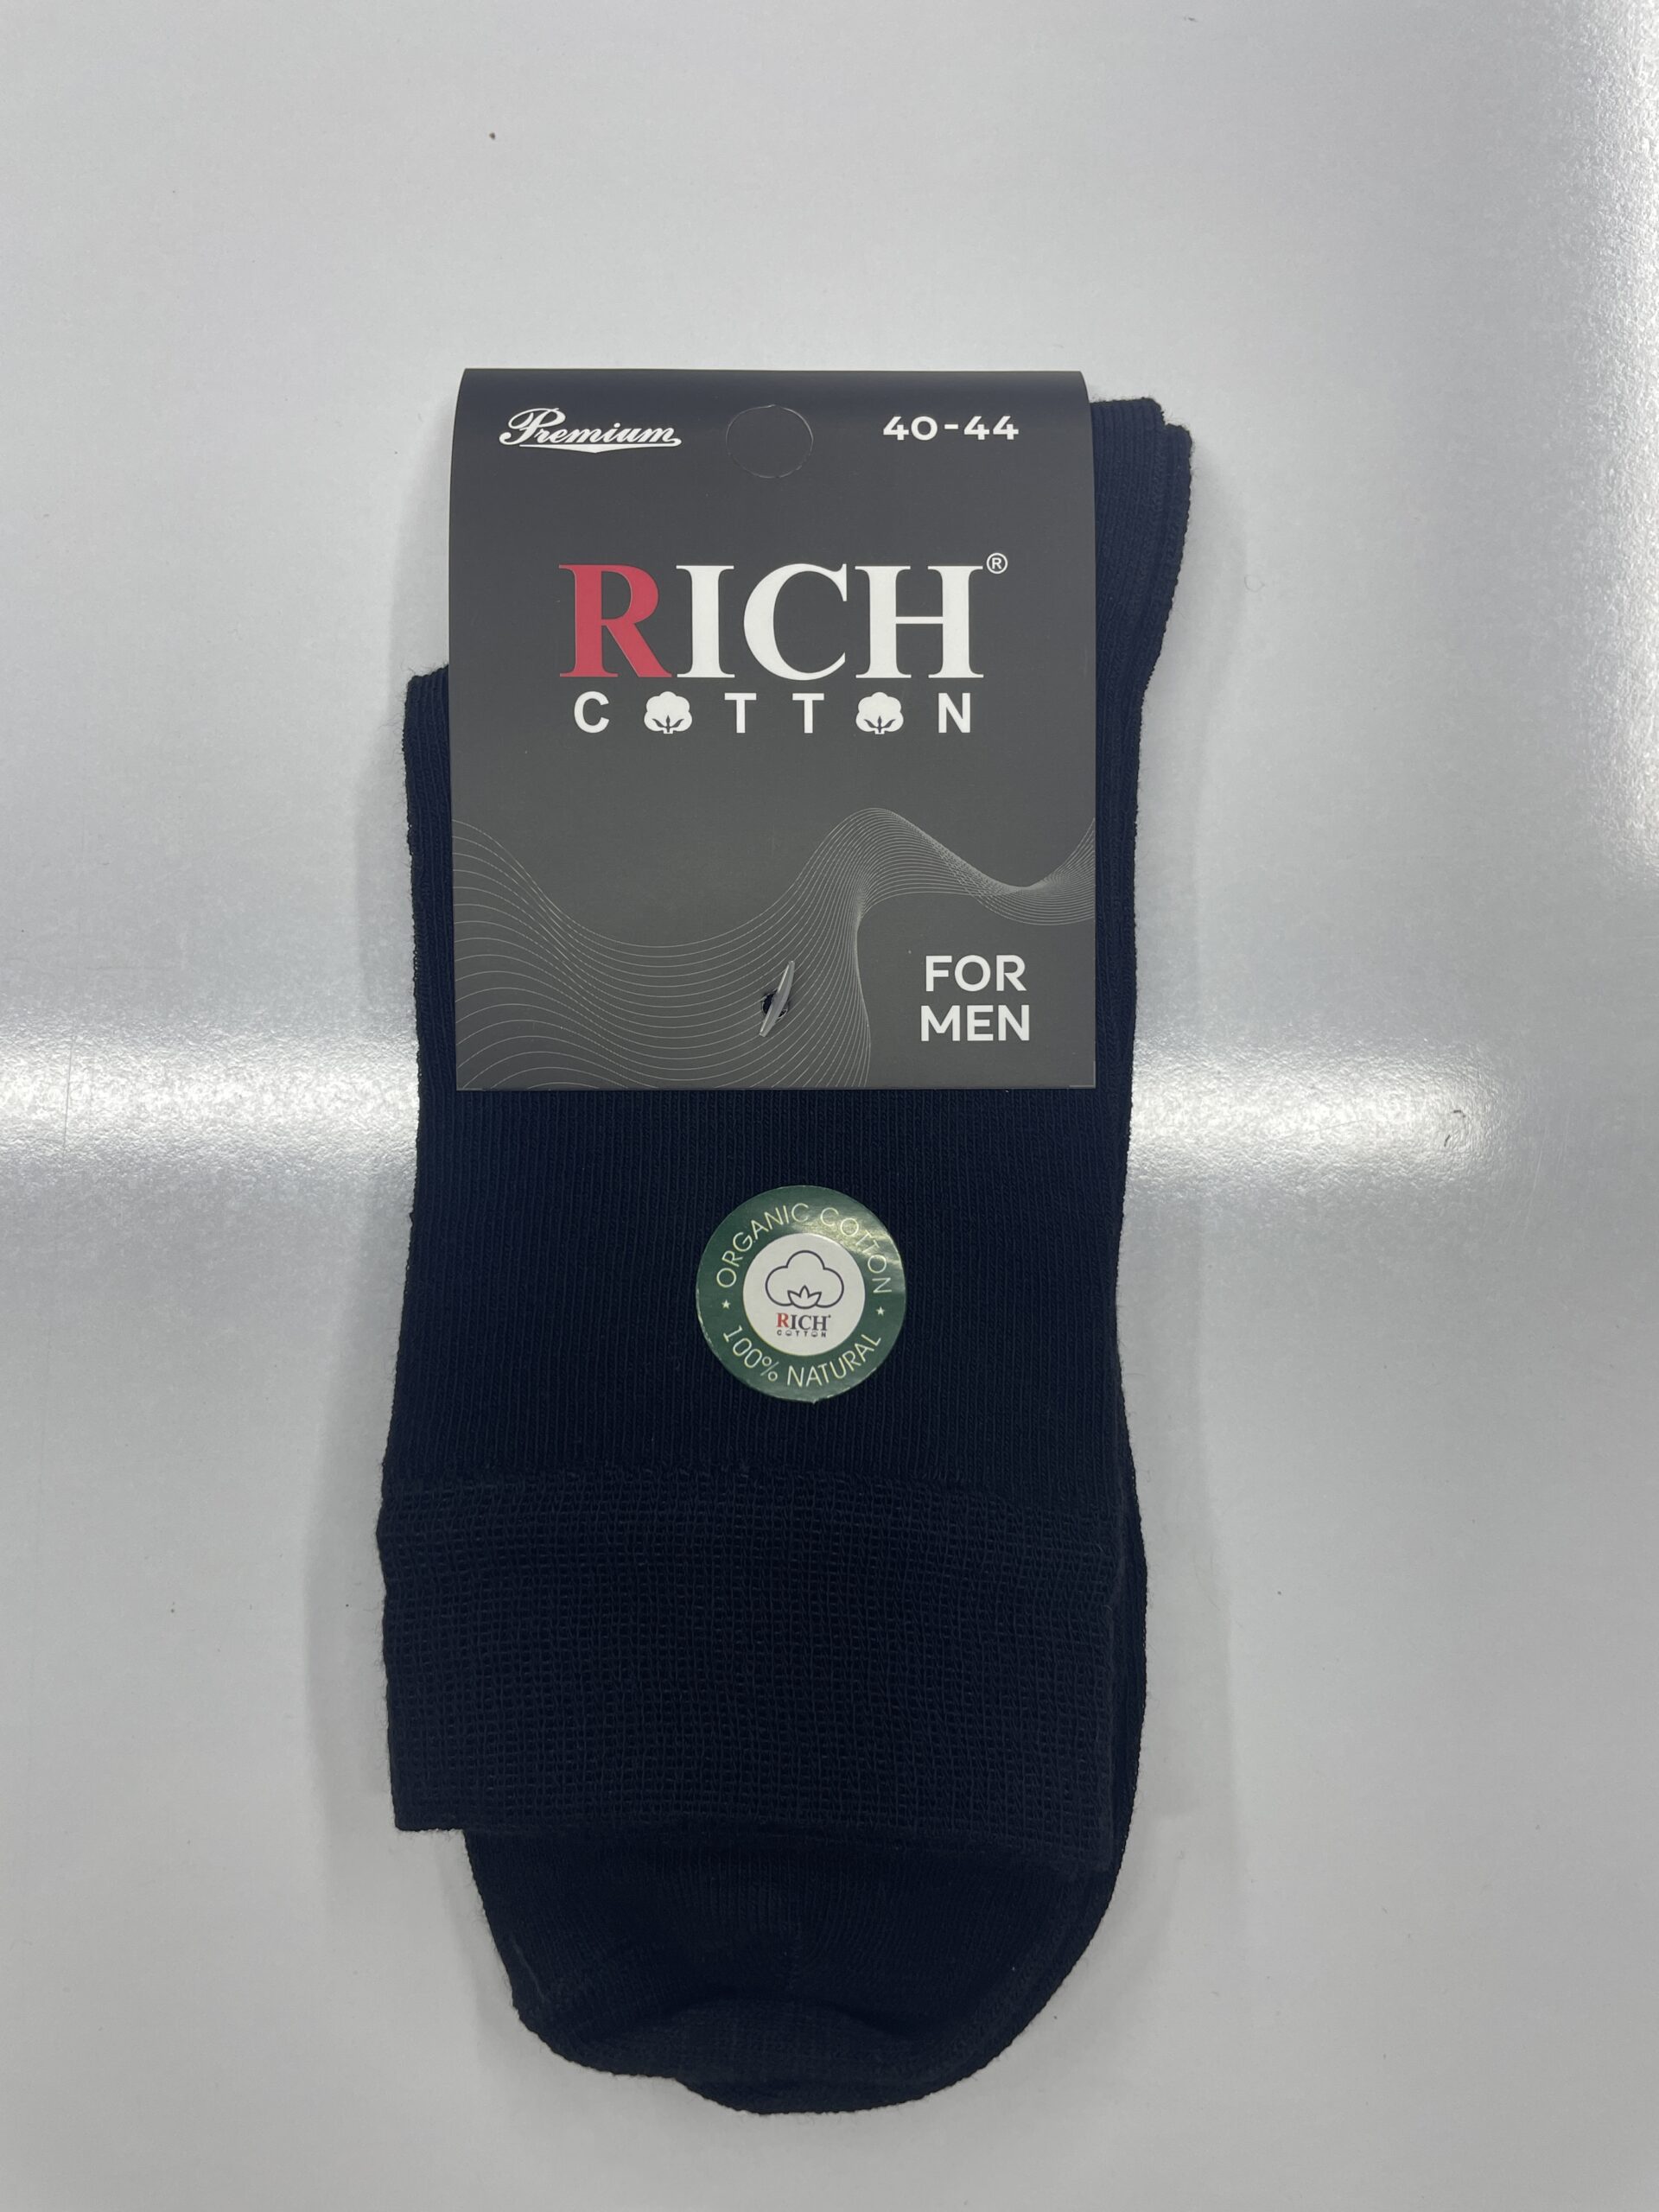 Premium
40-44
RICH®
COTTON
FOR
MEN
ORGANIC COTTON
RICH®
COTTON
100% NATURAL